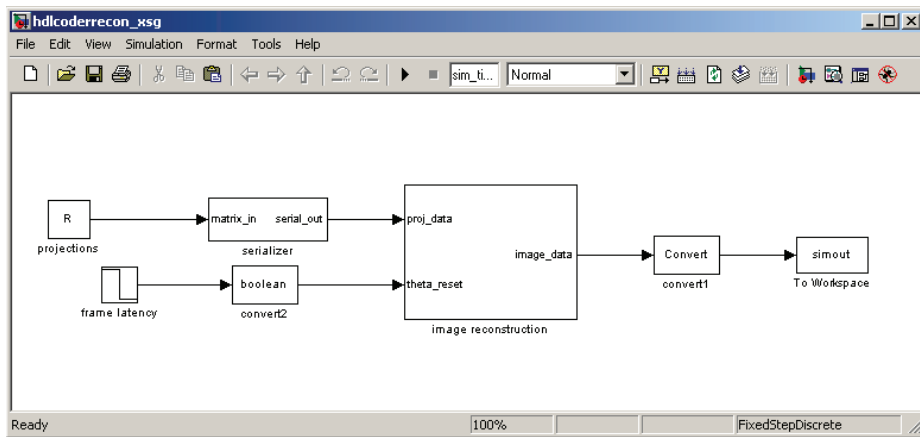 hdlcoderrecon_xsg
File Edit View Simulation Format Tools Help
sim_ti... Normal
R
projections
matrix_in serial_out
serializer
proj_data
image_data
theta_reset
image reconstruction
frame latency
boolean
convert2
Convert
convert1
simout
To Workspace
Ready 100% FixedStepDiscrete